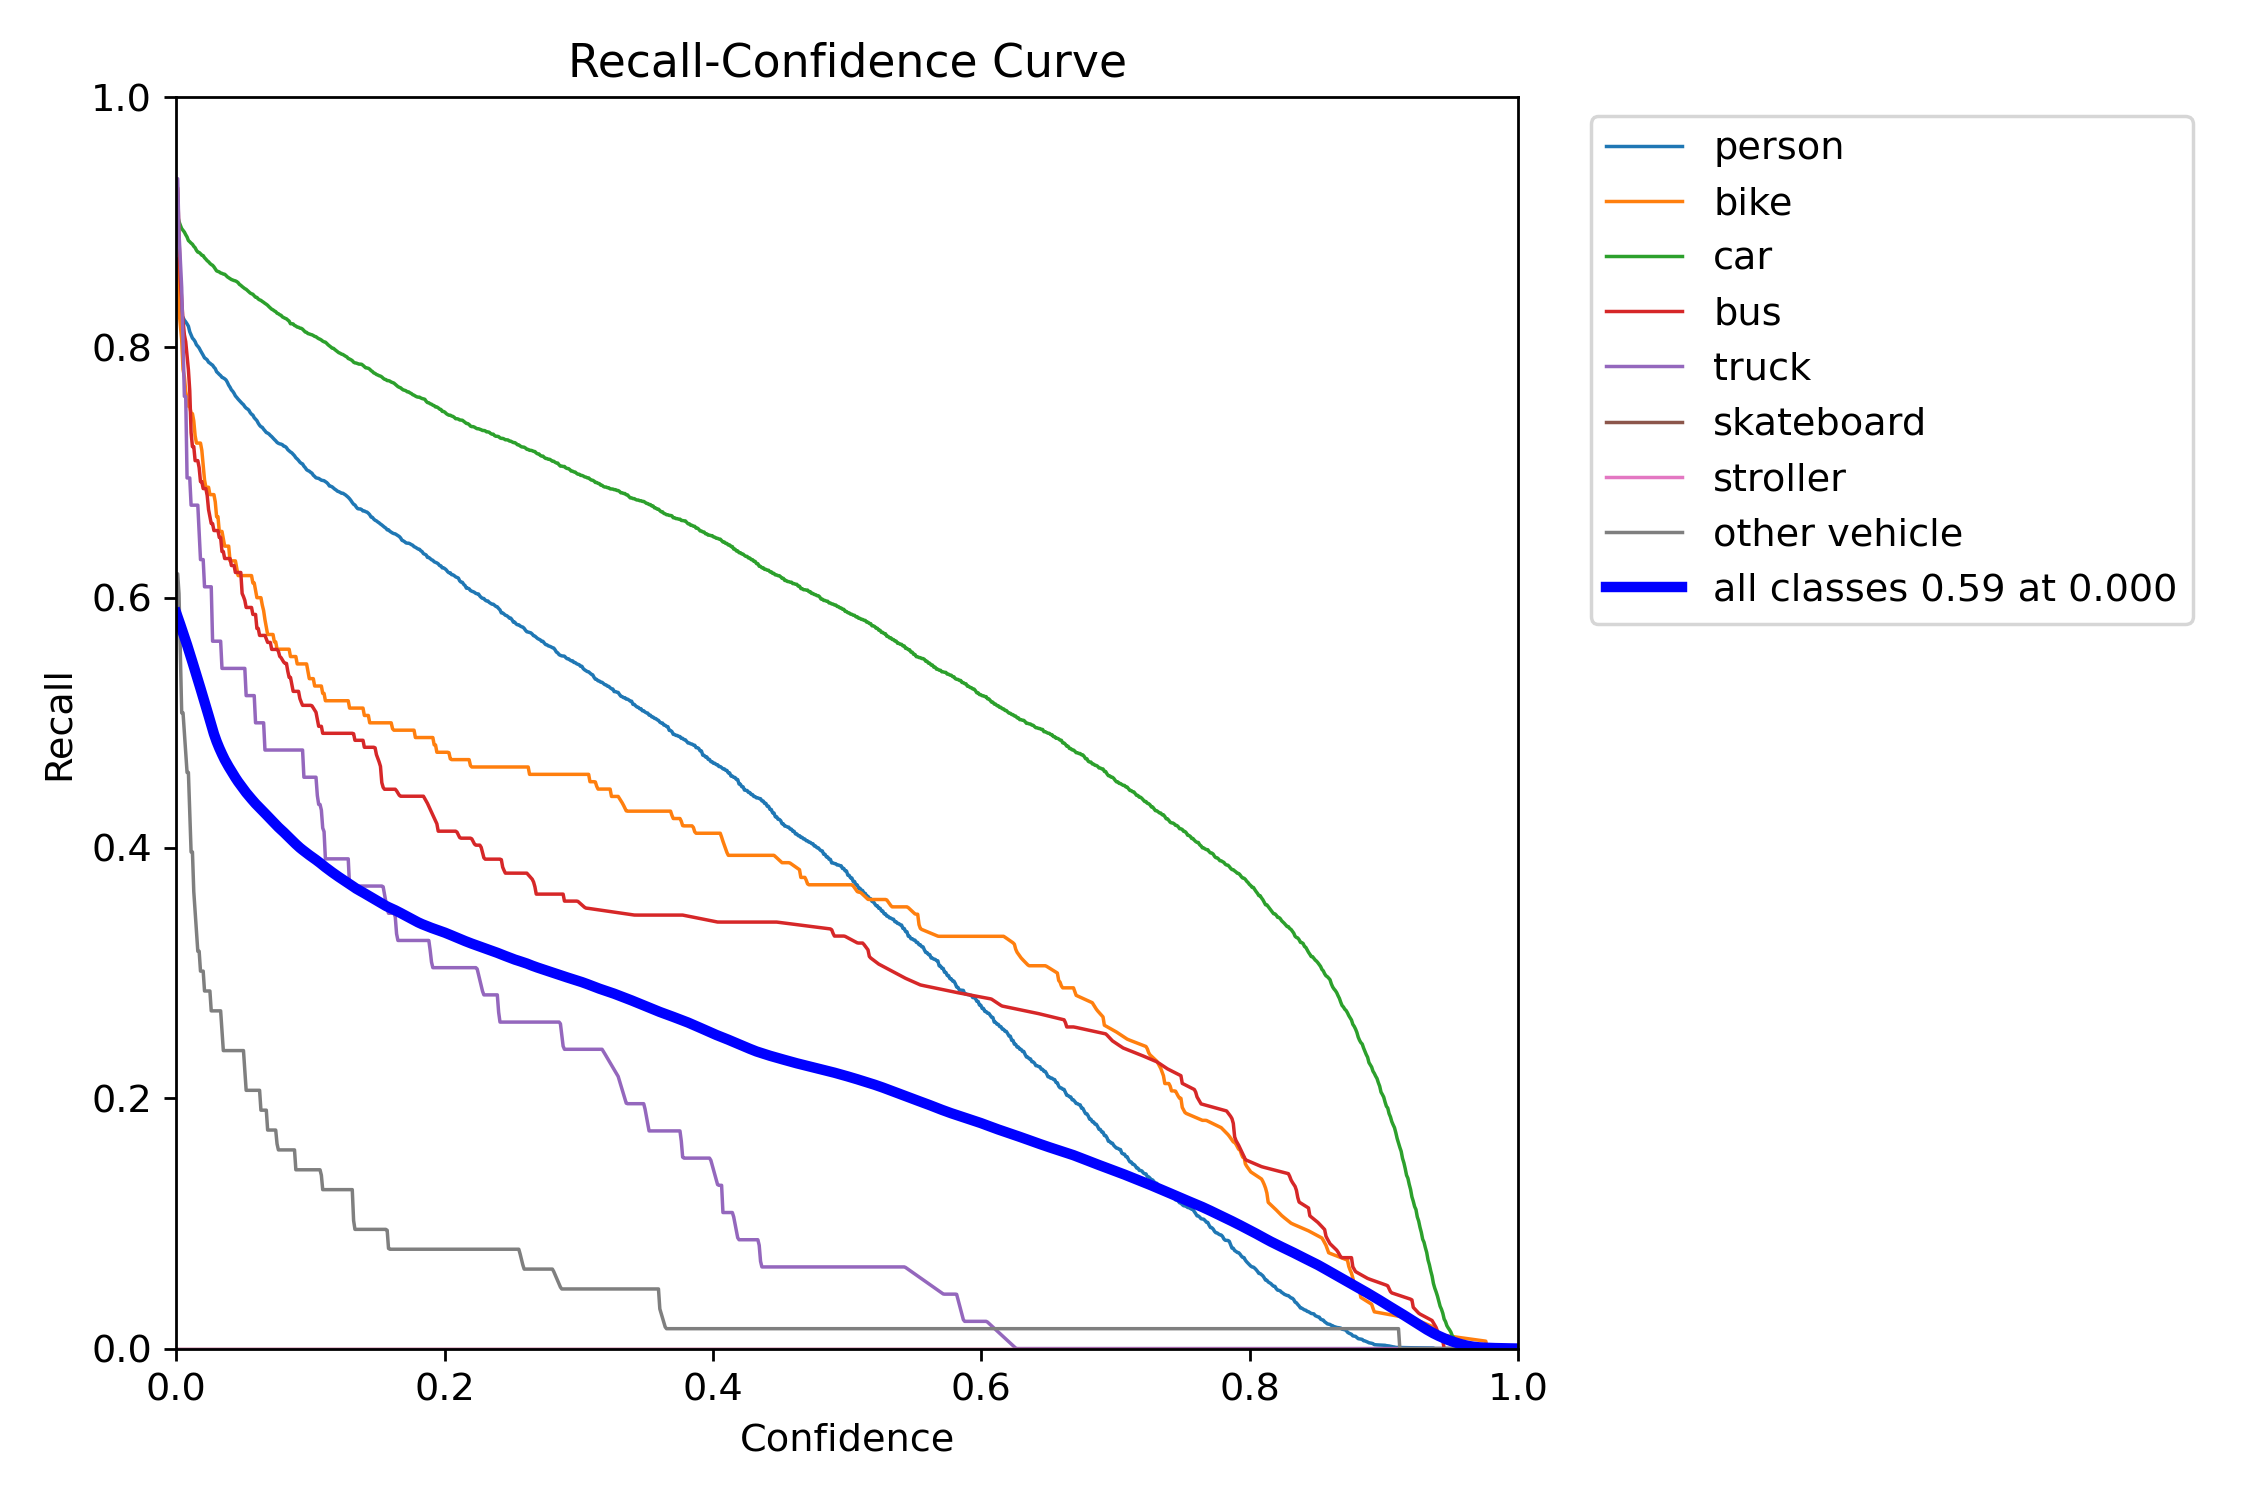 Recall-Confidence Curve
1.0
0.8
0.6
0.4
0.2
0.0
Recall
0.0 0.2 0.4 0.6 0.8 1.0
Confidence
person
bike
car
bus
truck
skateboard
stroller
other vehicle
all classes 0.59 at 0.000